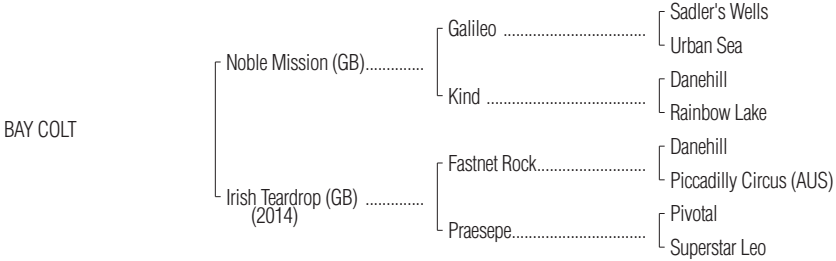 Sadler's Wells
Galileo ................................
Urban Sea
Noble Mission (GB)..............
Danehill
Kind ....................................
Rainbow Lake
BAY COLT
Danehill
Fastnet Rock........................
Piccadilly Circus (AUS)
Irish Teardrop (GB) ..............
(2014)
Pivotal
Praesepe..............................
Superstar Leo